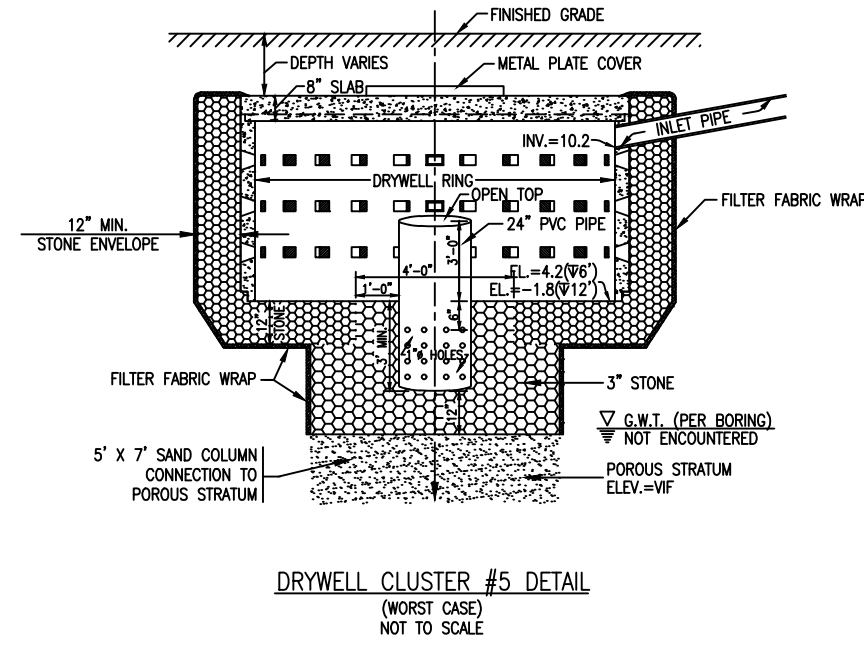 FINISHED GRADE
DEPTH VARIES
METAL PLATE COVER
8" SLAB
INLET PIPE
INV.=10.2
DRYWELL RING
OPEN TOP
24" PVC PIPE
FILTER FABRIC WRAP
12" MIN.
STONE ENVELOPE
3'-0"
4'-0"
EL.=4.2(∇6')
1'-0"
EL.=-1.8(∇12')
12"
STONE
6"
3' MIN.
1"Ø HOLES
FILTER FABRIC WRAP
3" STONE
12"
G.W.T. (PER BORING)
NOT ENCOUNTERED
5' X 7' SAND COLUMN
CONNECTION TO
POROUS STRATUM
POROUS STRATUM
ELEV.=VIF
DRYWELL CLUSTER #5 DETAIL
(WORST CASE)
NOT TO SCALE